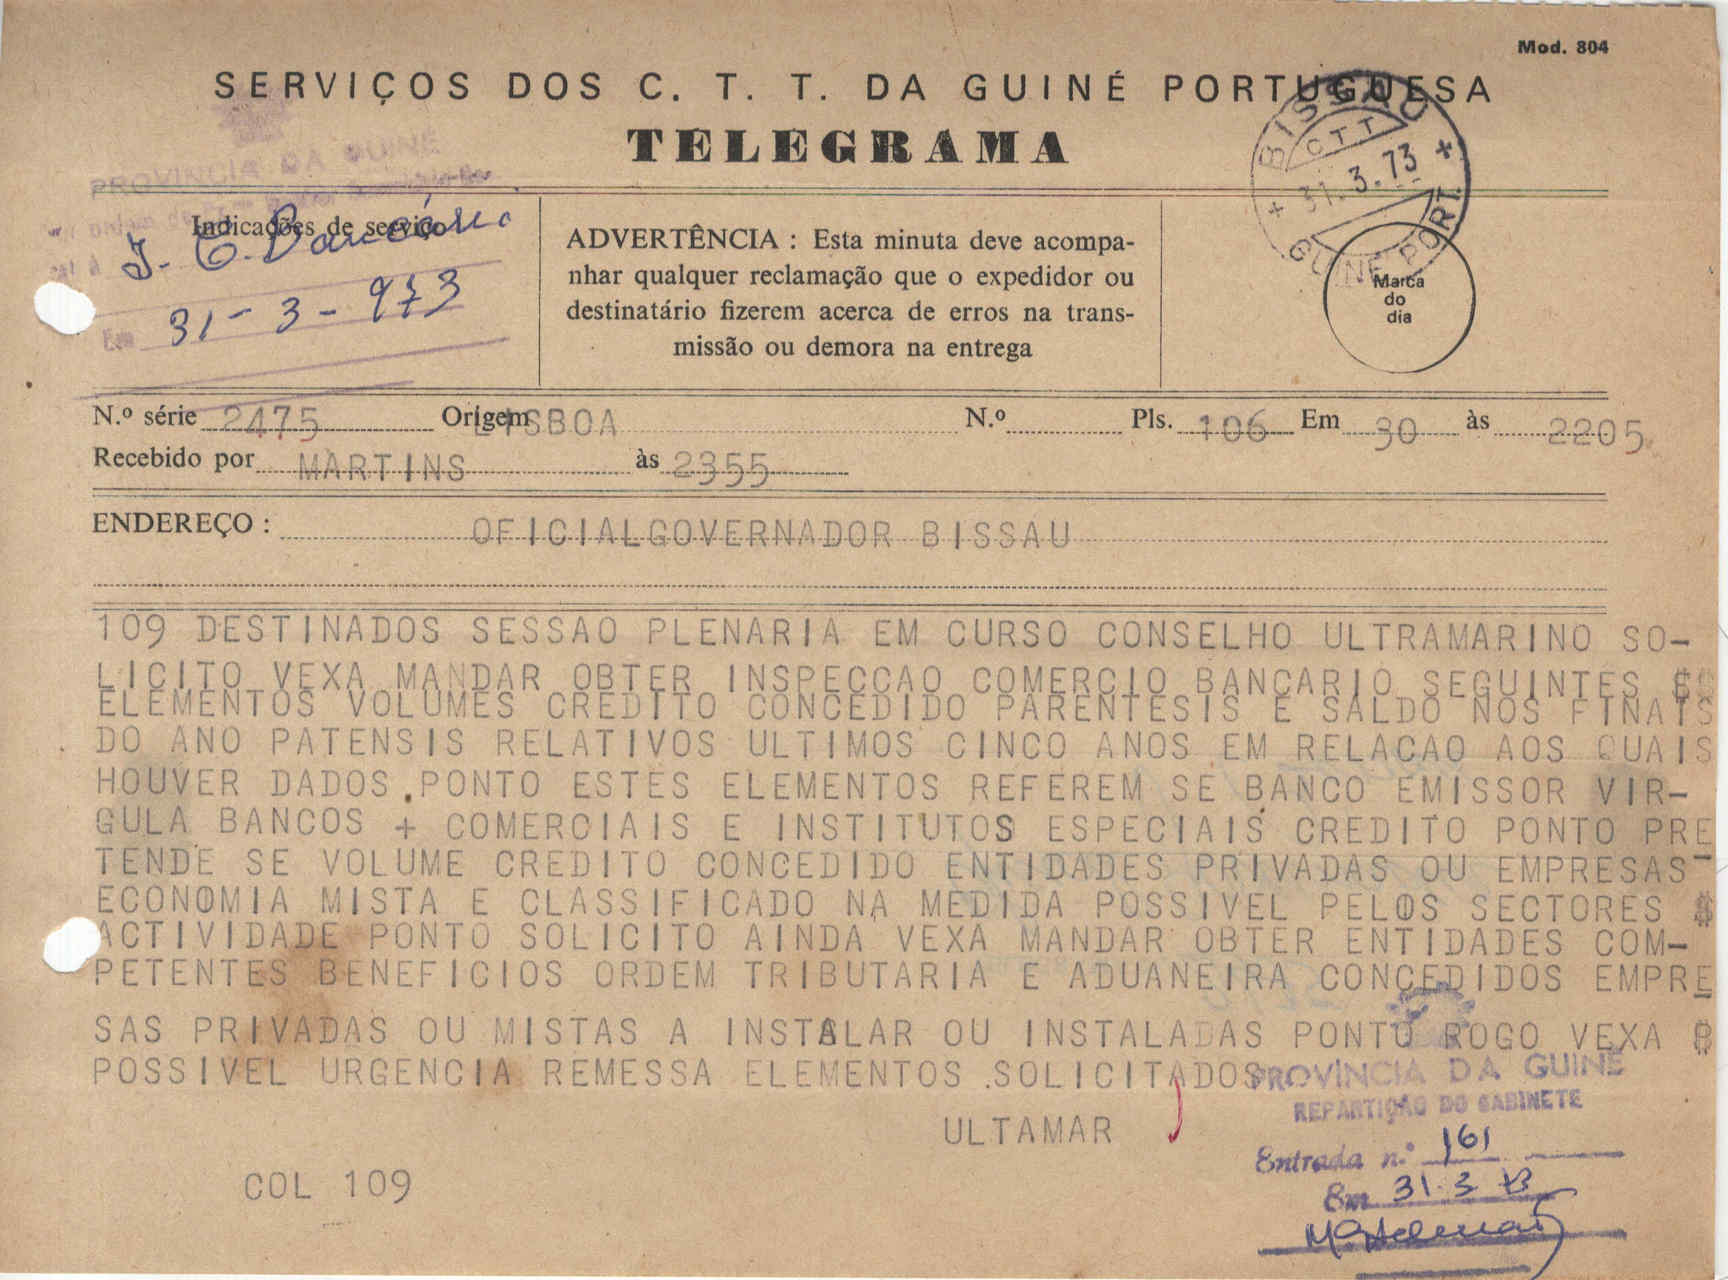 Mod. 804
SERVIÇOS DOS C. T. T. DA GUINÉ PORTUGUESA
TELEGRAMA
PROVINCIA DA GUINÉ
Indicações de serviço
I. C. Bancário
Em 31-3-973
ADVERTÊNCIA : Esta minuta deve acompa-
nhar qualquer reclamação que o expedidor ou
destinatário fizerem acerca de erros na trans-
missão ou demora na entrega
BISSAU
CTT
31.3.73
GUINÉ PORT.
Marca
do
dia
N.º série 2475 Origem LISBOA N.º Pls. 106 Em 30 às 2205
Recebido por MARTINS às 2355
ENDEREÇO : OFICIALGOVERNADOR BISSAU
109 DESTINADOS SESSAO PLENARIA EM CURSO CONSELHO ULTRAMARINO SO-
LICITO VEXA MANDAR OBTER INSPECCAO COMERCIO BANCARIO SEGUINTES
ELEMENTOS VOLUMES CREDITO CONCEDIDO PARENTESIS E SALDO NOS FINAIS
DO ANO PATENSIS RELATIVOS ULTIMOS CINCO ANOS EM RELACAO AOS QUAIS
HOUVER DADOS .PONTO ESTES ELEMENTOS REFEREM SE BANCO EMISSOR VIR-
GULA BANCOS + COMERCIAIS E INSTITUTOS ESPECIAIS CREDITO PONTO PRE
TENDE SE VOLUME CREDITO CONCEDIDO ENTIDADES PRIVADAS OU EMPRESAS-
ECONOMIA MISTA E CLASSIFICADO NA MEDIDA POSSIVEL PELOS SECTORES $
ACTIVIDADE PONTO SOLICITO AINDA VEXA MANDAR OBTER ENTIDADES COM-
PETENTES BENEFICIOS ORDEM TRIBUTARIA E ADUANEIRA CONCEDIDOS EMPRE
SAS PRIVADAS OU MISTAS A INSTALAR OU INSTALADAS PONTO ROGO VEXA
POSSIVEL URGENCIA REMESSA ELEMENTOS .SOLICITADOS
ULTAMAR
COL 109
PROVÍNCIA DA GUINÉ
REPARTIÇÃO DO GABINETE
Entrada n.º 161
Em 31.3.73